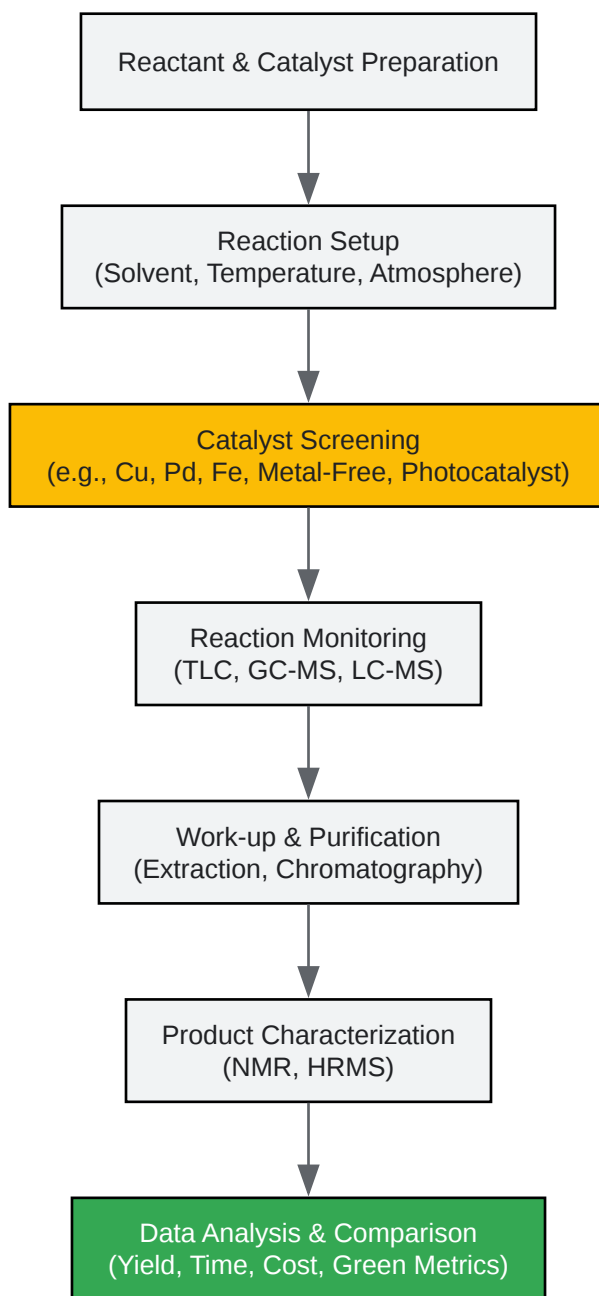 Reactant & Catalyst Preparation
Reaction Setup
(Solvent, Temperature, Atmosphere)
Catalyst Screening
(e.g., Cu, Pd, Fe, Metal-Free, Photocatalyst)
Reaction Monitoring
(TLC, GC-MS, LC-MS)
Work-up & Purification
(Extraction, Chromatography)
Product Characterization
(NMR, HRMS)
Data Analysis & Comparison
(Yield, Time, Cost, Green Metrics)